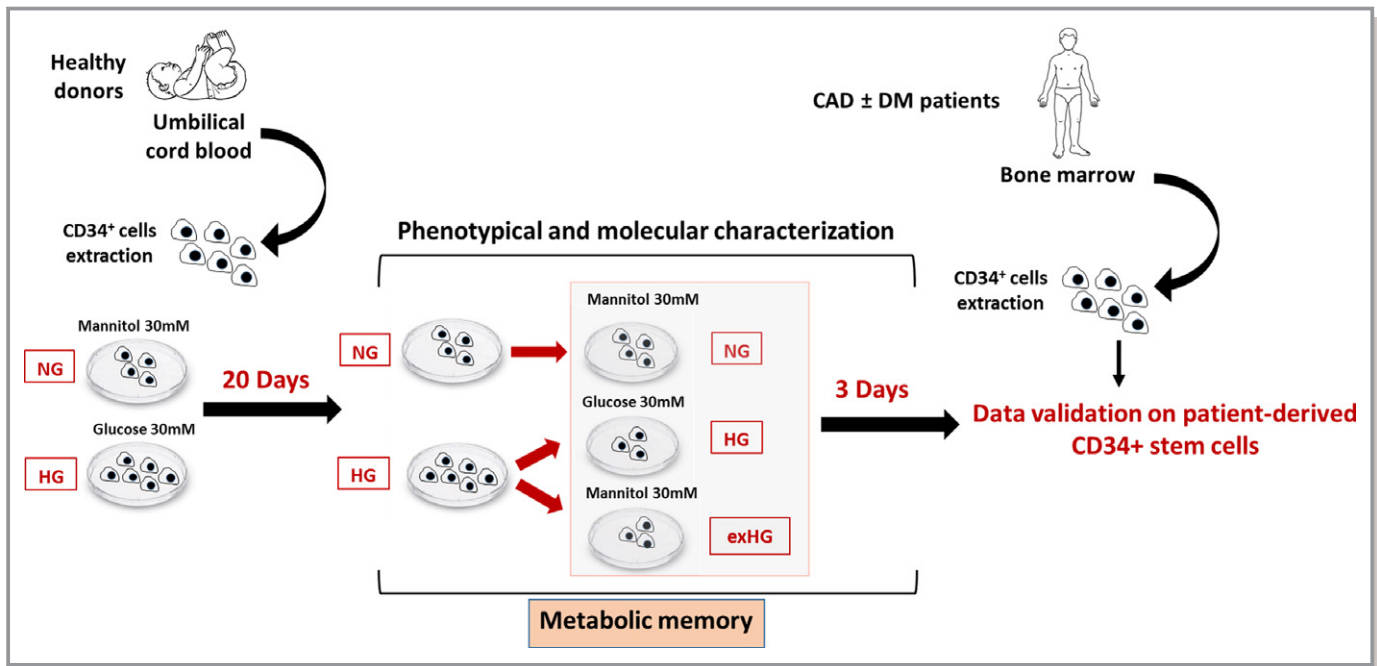 Healthy
donors
Umbilical
cord blood
CD34⁺ cells
extraction
Mannitol 30mM
NG
Glucose 30mM
HG
20 Days
Phenotypical and molecular characterization
NG
HG
Mannitol 30mM
NG
Glucose 30mM
HG
Mannitol 30mM
exHG
Metabolic memory
3 Days
CAD ± DM patients
Bone marrow
CD34⁺ cells
extraction
Data validation on patient-derived
CD34+ stem cells